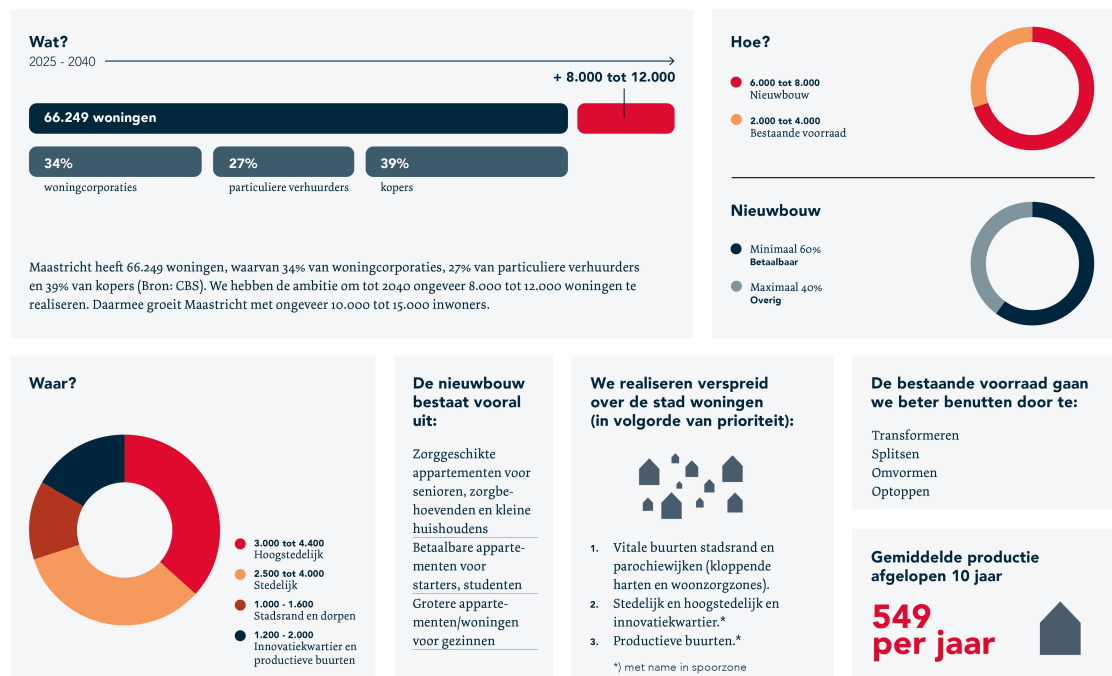 Wat?
2025 - 2040
+ 8.000 tot 12.000
66.249 woningen
34%
27%
39%
woningcorporaties
particuliere verhuurders
kopers
Maastricht heeft 66.249 woningen, waarvan 34% van woningcorporaties, 27% van particuliere verhuurders
en 39% van kopers (Bron: CBS). We hebben de ambitie om tot 2040 ongeveer 8.000 tot 12.000 woningen te
realiseren. Daarmee groeit Maastricht met ongeveer 10.000 tot 15.000 inwoners.
Hoe?
6.000 tot 8.000
Nieuwbouw
2.000 tot 4.000
Bestaande voorraad
Nieuwbouw
Minimaal 60%
Betaalbaar
Maximaal 40%
Overig
Waar?
3.000 tot 4.400
Hoogstedelijk
2.500 tot 4.000
Stedelijk
1.000 - 1.600
Stadsrand en dorpen
1.200 - 2.000
Innovatiekwartier en
productieve buurten
De nieuwbouw
bestaat vooral
uit:
Zorggeschikte
appartementen voor
senioren, zorgbe-
hoevenden en kleine
huishoudens
Betaalbare apparte-
menten voor
starters, studenten
Grotere apparte-
menten/woningen
voor gezinnen
We realiseren verspreid
over de stad woningen
(in volgorde van prioriteit):
1. Vitale buurten stadsrand en
parochiewijken (kloppende
harten en woonzorgzones).
2. Stedelijk en hoogstedelijk en
innovatiekwartier.*
3. Productieve buurten.*
*) met name in spoorzone
De bestaande voorraad gaan
we beter benutten door te:
Transformeren
Splitsen
Omvormen
Optoppen
Gemiddelde productie
afgelopen 10 jaar
549
per jaar